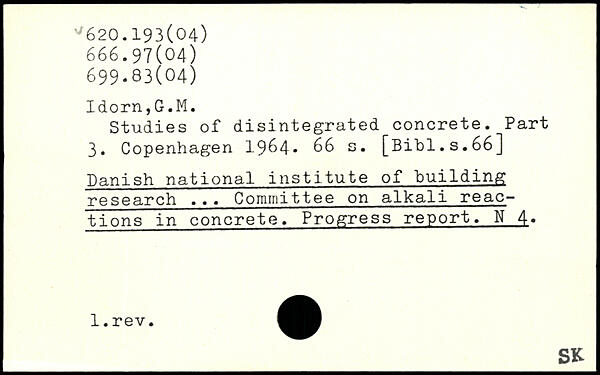 620.193(04)
666.97(04)
699.83(04)
Idorn,G.M.
Studies of disintegrated concrete. Part
3. Copenhagen 1964. 66 s. [Bibl.s.66]
Danish national institute of building
research ... Committee on alkali reac-
tions in concrete. Progress report. N 4.
1.rev.
SK